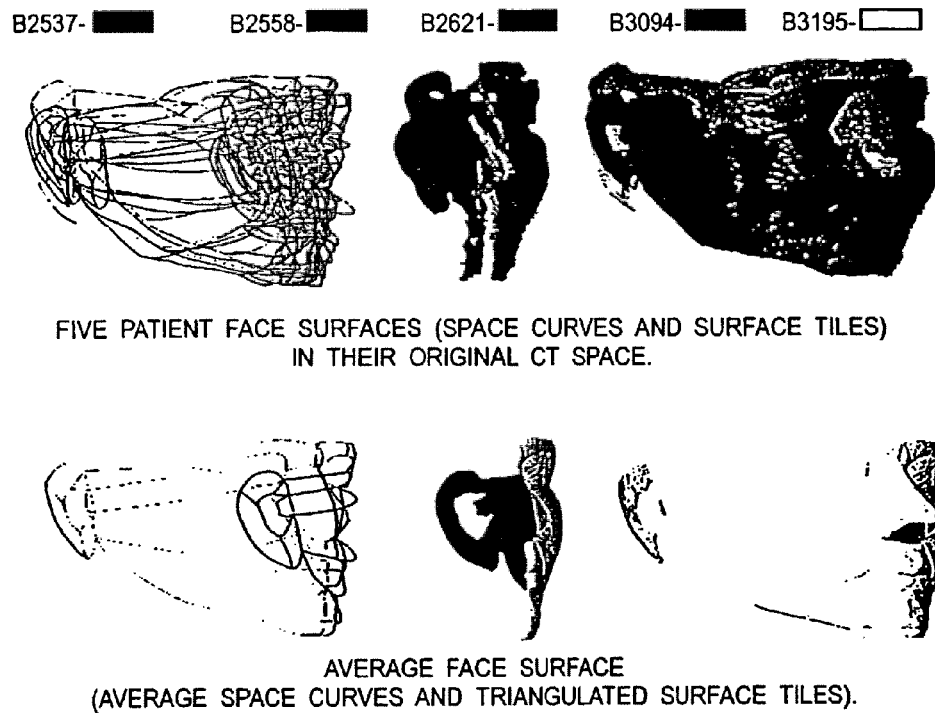 B2537- B2558- B2621- B3094- B3195-
FIVE PATIENT FACE SURFACES (SPACE CURVES AND SURFACE TILES)
IN THEIR ORIGINAL CT SPACE.
AVERAGE FACE SURFACE
(AVERAGE SPACE CURVES AND TRIANGULATED SURFACE TILES).